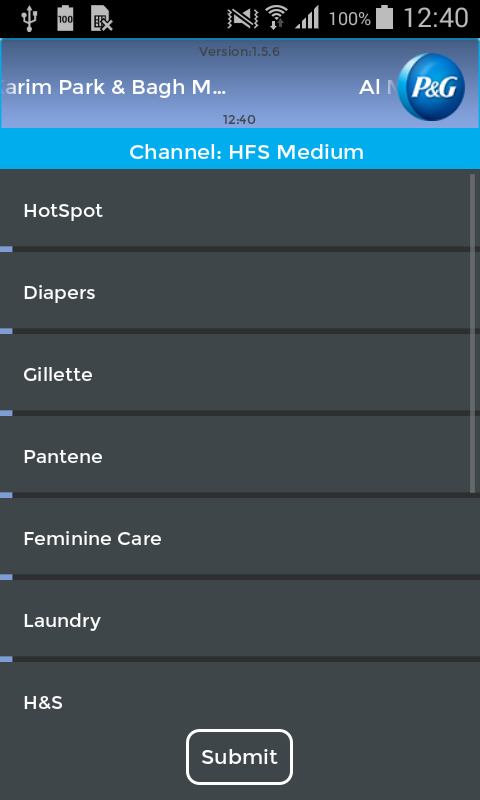 100
100% 12:40
Version:1.5.6
arim Park & Bagh M... Al
P&G
12:40
Channel: HFS Medium
HotSpot
Diapers
Gillette
Pantene
Feminine Care
Laundry
H&S
Submit